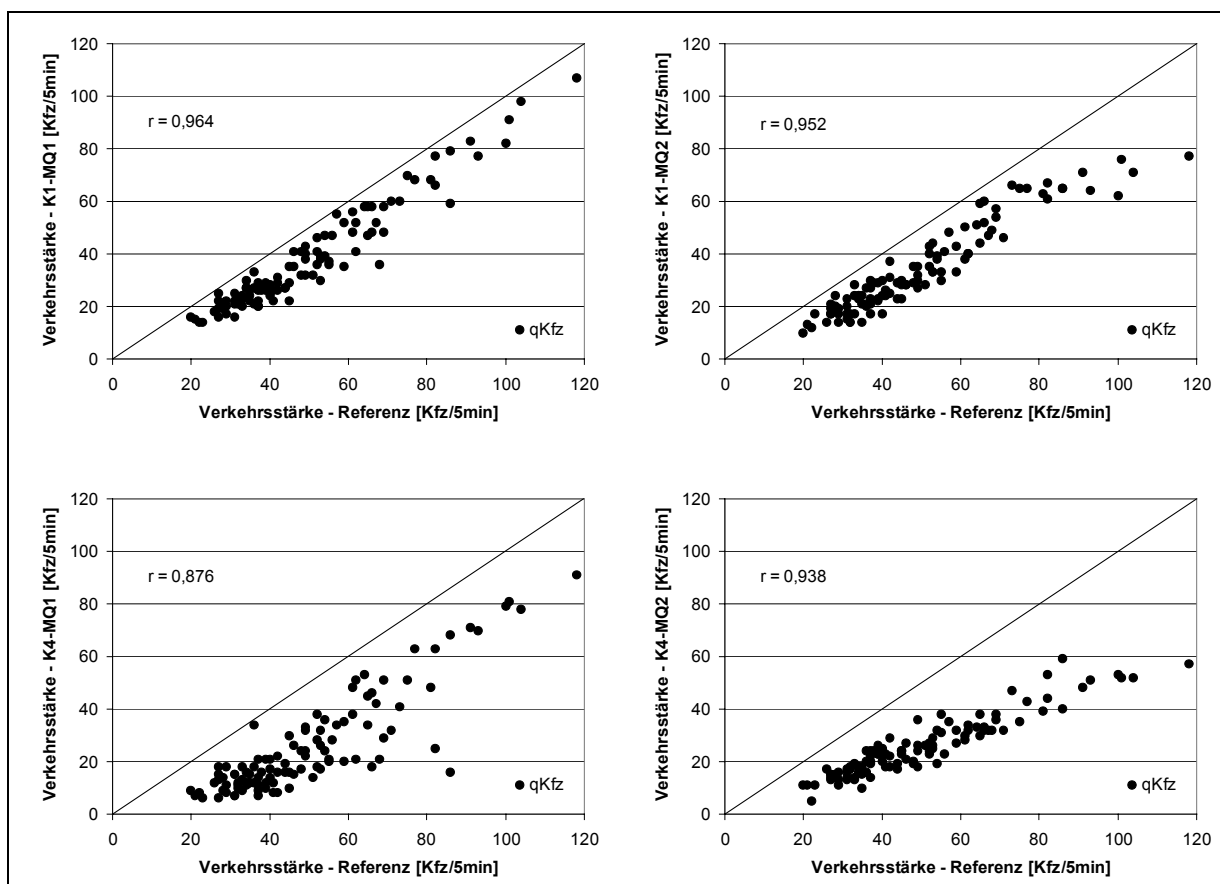 Verkehrsstärke - K1-MQ1 [Kfz/5min]
120
100
80
60
40
20
0
r = 0,964
qKfz
0 20 40 60 80 100 120
Verkehrsstärke - Referenz [Kfz/5min]
Verkehrsstärke - K1-MQ2 [Kfz/5min]
120
100
80
60
40
20
0
r = 0,952
qKfz
0 20 40 60 80 100 120
Verkehrsstärke - Referenz [Kfz/5min]
Verkehrsstärke - K4-MQ1 [Kfz/5min]
120
100
80
60
40
20
0
r = 0,876
qKfz
0 20 40 60 80 100 120
Verkehrsstärke - Referenz [Kfz/5min]
Verkehrsstärke - K4-MQ2 [Kfz/5min]
120
100
80
60
40
20
0
r = 0,938
qKfz
0 20 40 60 80 100 120
Verkehrsstärke - Referenz [Kfz/5min]